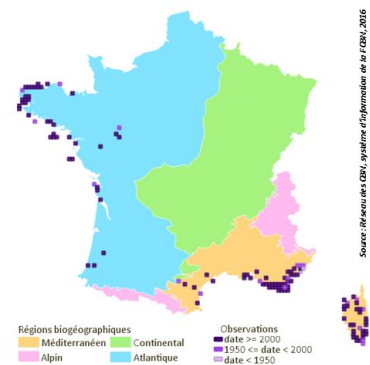 Source : Réseau des CBN, système d'information de la FCBN, 2016
Régions biogéographiques
Méditerranéen
Continental
Alpin
Atlantique
Observations
date >= 2000
1950 <= date < 2000
date < 1950